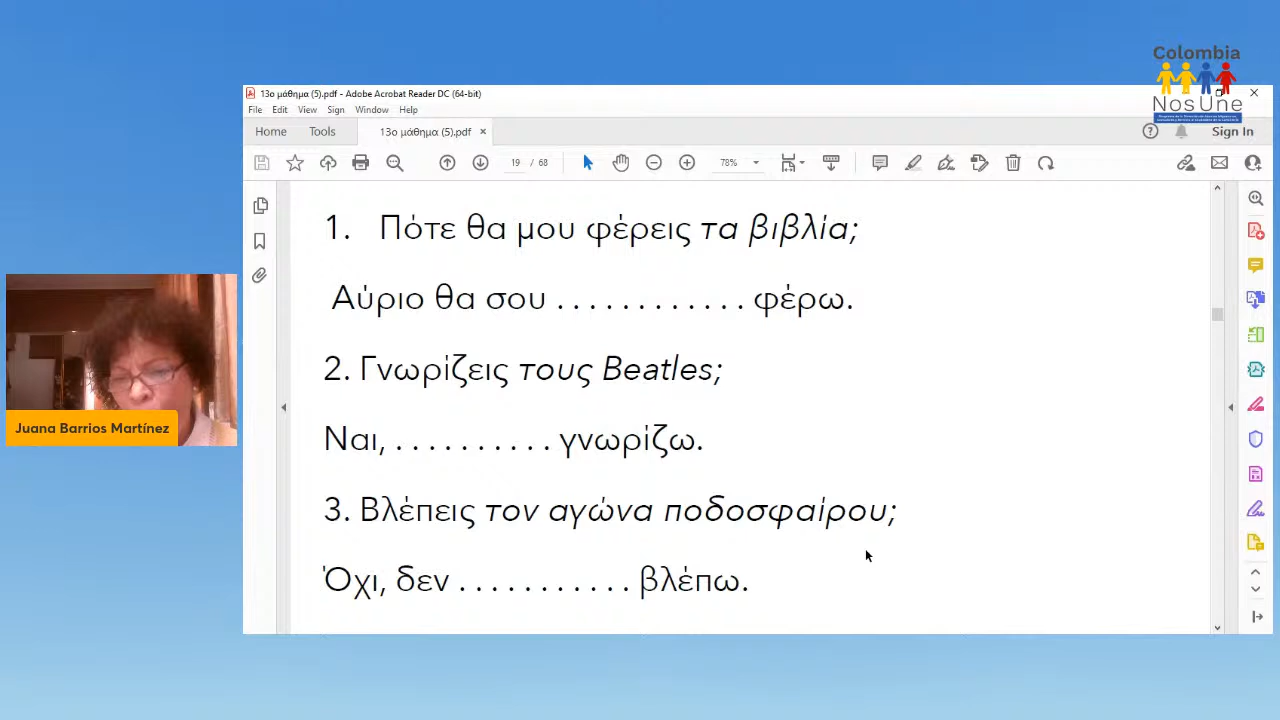 Colombia
Nos Une
13ο μάθημα (5).pdf - Adobe Acrobat Reader DC (64-bit)
File Edit View Sign Window Help
Home Tools 13ο μάθημα (5).pdf × Sign In
19 / 68 78%
1. Πότε θα μου φέρεις τα βιβλία;
Αύριο θα σου . . . . . . . . . . . . φέρω.
2. Γνωρίζεις τους Beatles;
Ναι, . . . . . . . . . . γνωρίζω.
3. Βλέπεις τον αγώνα ποδοσφαίρου;
Όχι, δεν . . . . . . . . . . . βλέπω.
Juana Barrios Martínez